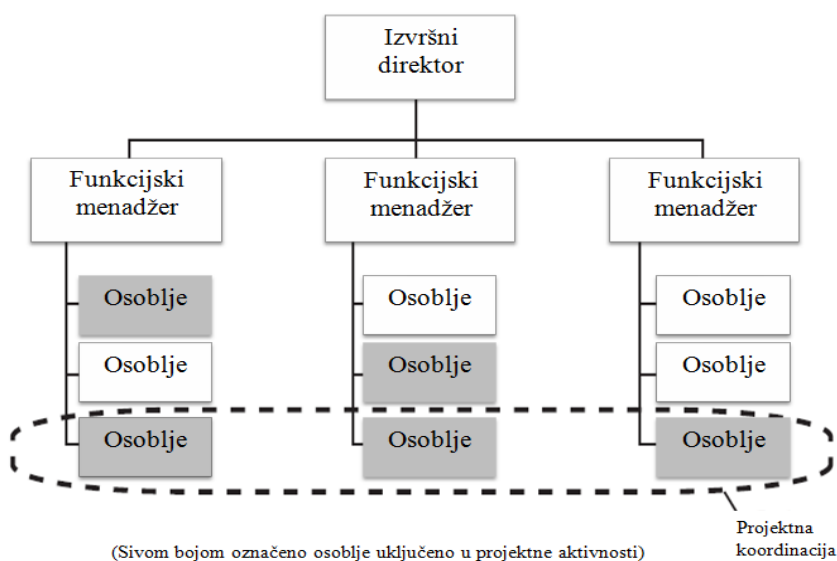 Izvršni
direktor
Funkcijski
menadžer
Funkcijski
menadžer
Funkcijski
menadžer
Osoblje
Osoblje
Osoblje
Osoblje
Osoblje
Osoblje
Osoblje
Osoblje
Osoblje
Projektna
koordinacija
(Sivom bojom označeno osoblje uključeno u projektne aktivnosti)